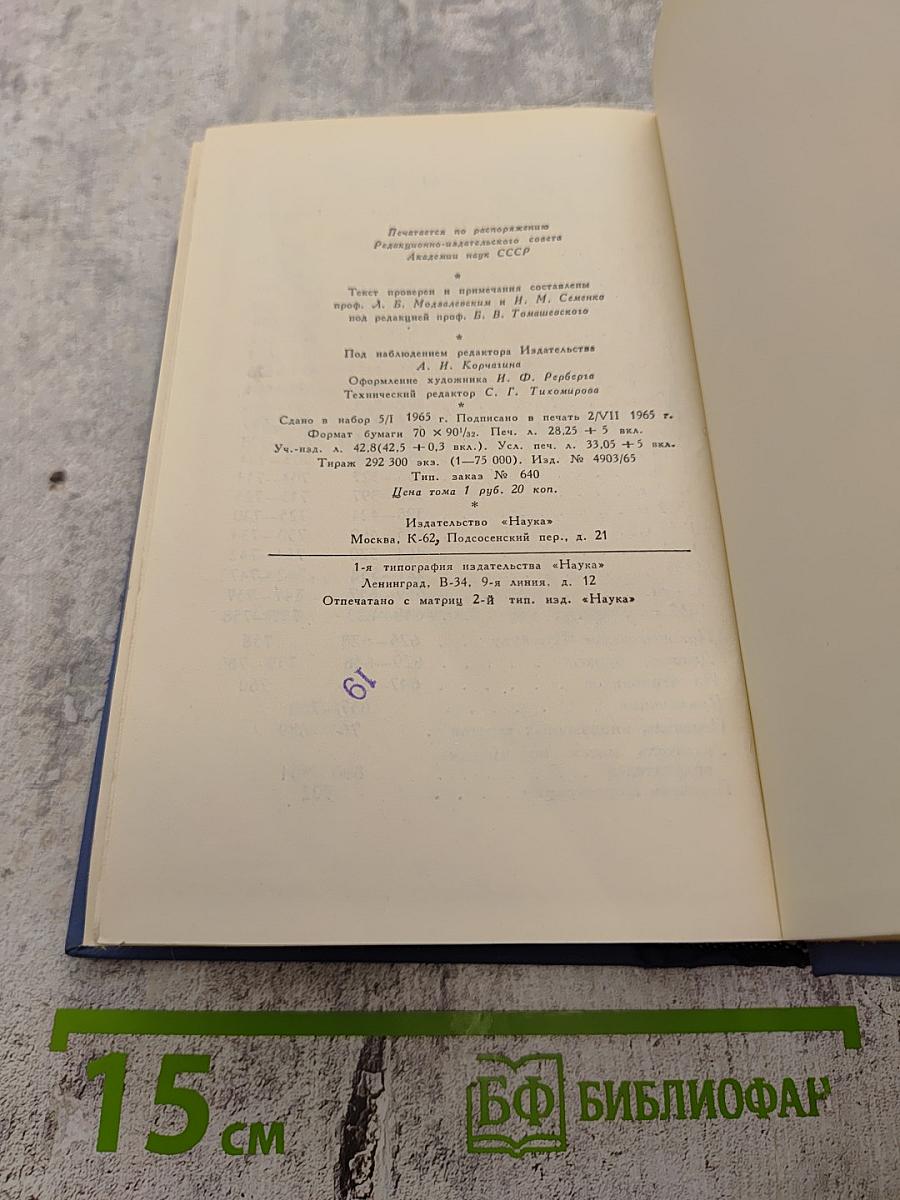 Печатается по распоряжению
Редакционно-издательского совета
Академии наук СССР
*
Текст проверен и примечания составлены
проф. Л. Б. Модзалевским и И. М. Семенко
под редакцией проф. Б. В. Томашевского
*
Под наблюдением редактора Издательства
А. И. Корчагина
Оформление художника И. Ф. Рерберга
Технический редактор С. Г. Тихомирова
*
Сдано в набор 5/I 1965 г. Подписано в печать 2/VII 1965 г.
Формат бумаги 70 × 90¹/₃₂. Печ. л. 28,25 + 5 вкл.
Уч.-изд. л. 42,8(42,5 + 0,3 вкл.). Усл. печ. л. 33,05 + 5 вкл.
Тираж 292 300 экз. (1—75 000). Изд. № 4903/65
Тип. заказ № 640
Цена тома 1 руб. 20 коп.
*
Издательство «Наука»
Москва, К-62, Подсосенский пер., д. 21
1-я типография издательства «Наука»
Ленинград, В-34, 9-я линия, д. 12
Отпечатано с матриц 2-й тип. изд. «Наука»
19
15 см
БФ БИБЛИОФАН